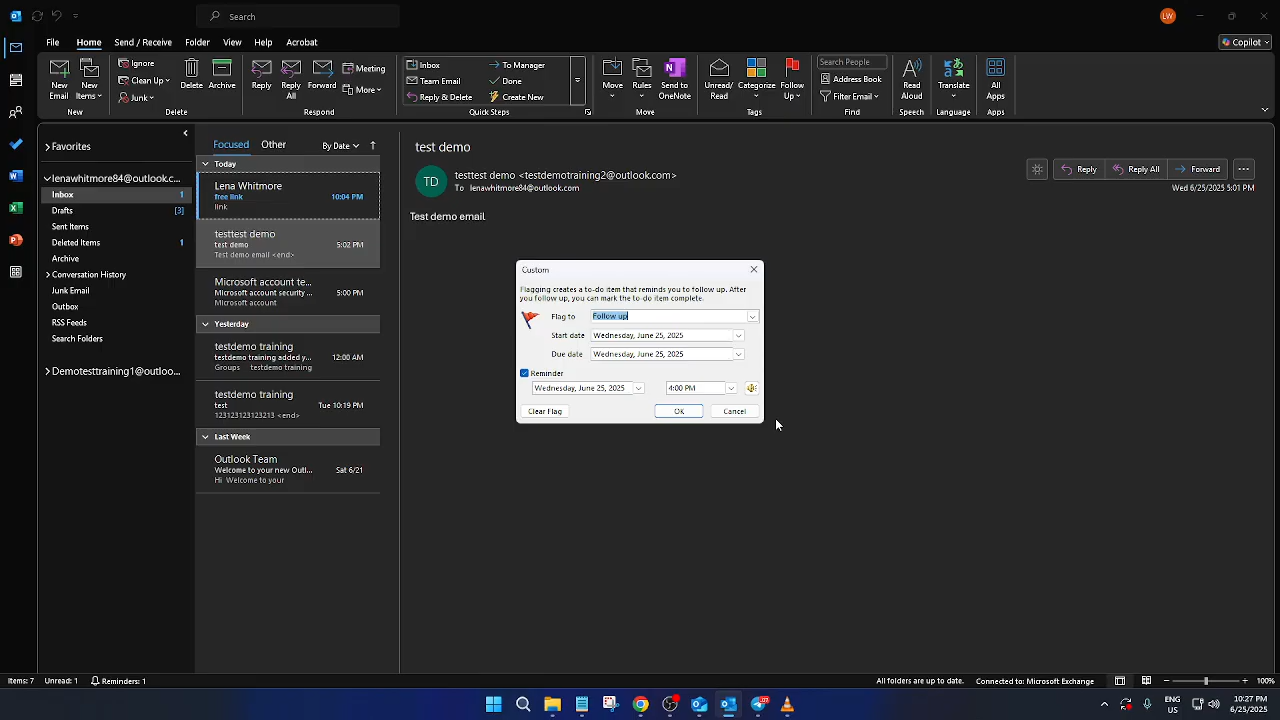 Search
LW
File Home Send / Receive Folder View Help Acrobat
Copilot
New Email
New Items
New
Ignore
Clean Up
Junk
Delete
Archive
Delete
Reply
Reply All
Forward
Meeting
More
Respond
Inbox
Team Email
Reply & Delete
To Manager
Done
Create New
Quick Steps
Move
Rules
Send to OneNote
Move
Unread/ Read
Categorize
Follow Up
Tags
Search People
Address Book
Filter Email
Find
Read Aloud
Speech
Translate
Language
All Apps
Apps
Favorites
lenawhitmore84@outlook.c...
Inbox 1
Drafts [3]
Sent Items
Deleted Items 1
Archive
Conversation History
Junk Email
Outbox
RSS Feeds
Search Folders
Demotesttraining1@outloo...
Focused Other By Date
Today
Lena Whitmore
free link 10:04 PM
link
testtest demo
test demo 5:02 PM
Test demo email <end>
Microsoft account te...
Microsoft account security ... 5:00 PM
Microsoft account
Yesterday
testdemo training
testdemo training added y... 12:00 AM
Groups testdemo training
testdemo training
test Tue 10:19 PM
123123123123213 <end>
Last Week
Outlook Team
Welcome to your new Outl... Sat 6/21
Hi Welcome to your
test demo
TD
testtest demo <testdemotraining2@outlook.com>
To lenawhitmore84@outlook.com
Reply Reply All Forward
Wed 6/25/2025 5:01 PM
Test demo email
Custom
Flagging creates a to-do item that reminds you to follow up. After
you follow up, you can mark the to-do item complete.
Flag to Follow up
Start date Wednesday, June 25, 2025
Due date Wednesday, June 25, 2025
Reminder
Wednesday, June 25, 2025 4:00 PM
Clear Flag OK Cancel
Items: 7 Unread: 1 Reminders: 1
All folders are up to date. Connected to: Microsoft Exchange 100%
ENG
US
10:27 PM
6/25/2025